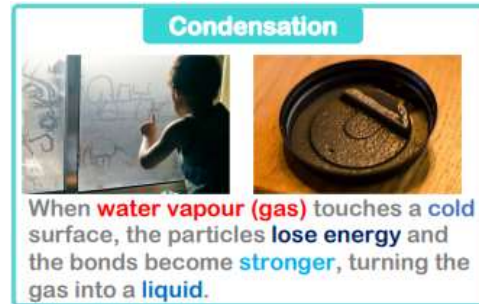 Condensation
When water vapour (gas) touches a cold
surface, the particles lose energy and
the bonds become stronger, turning the
gas into a liquid.